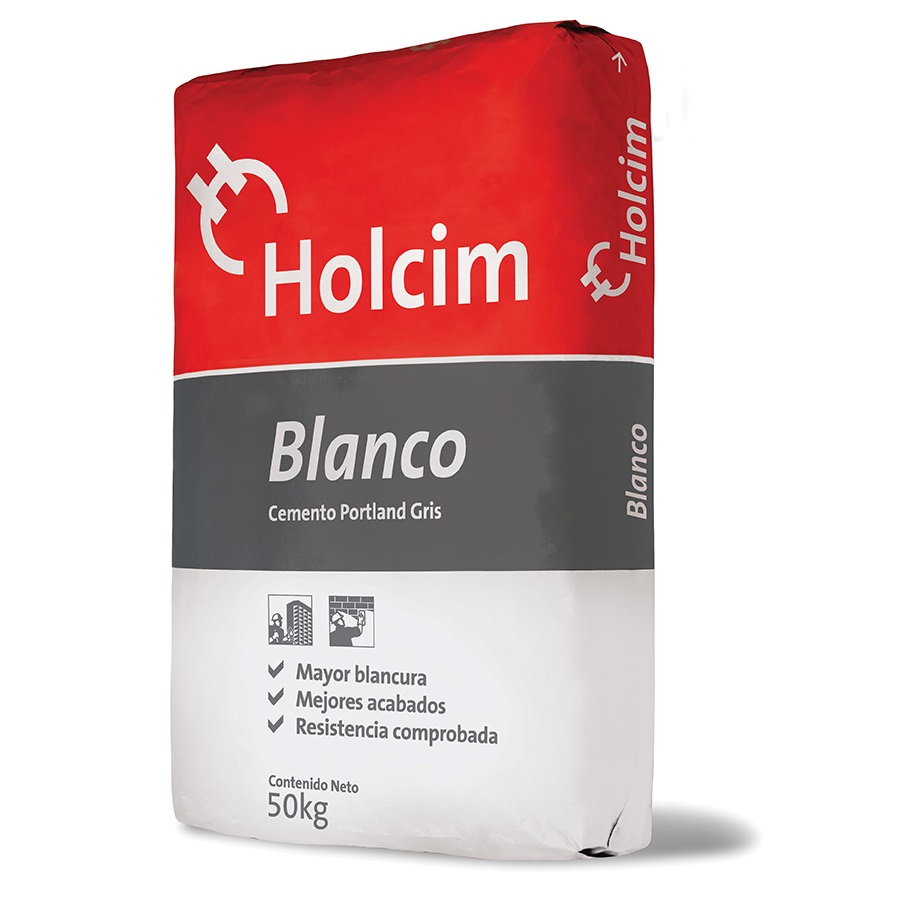 Holcim
Blanco
Cemento Portland Gris
Mayor blancura
Mejores acabados
Resistencia comprobada
Contenido Neto
50kg
Holcim
Blanco